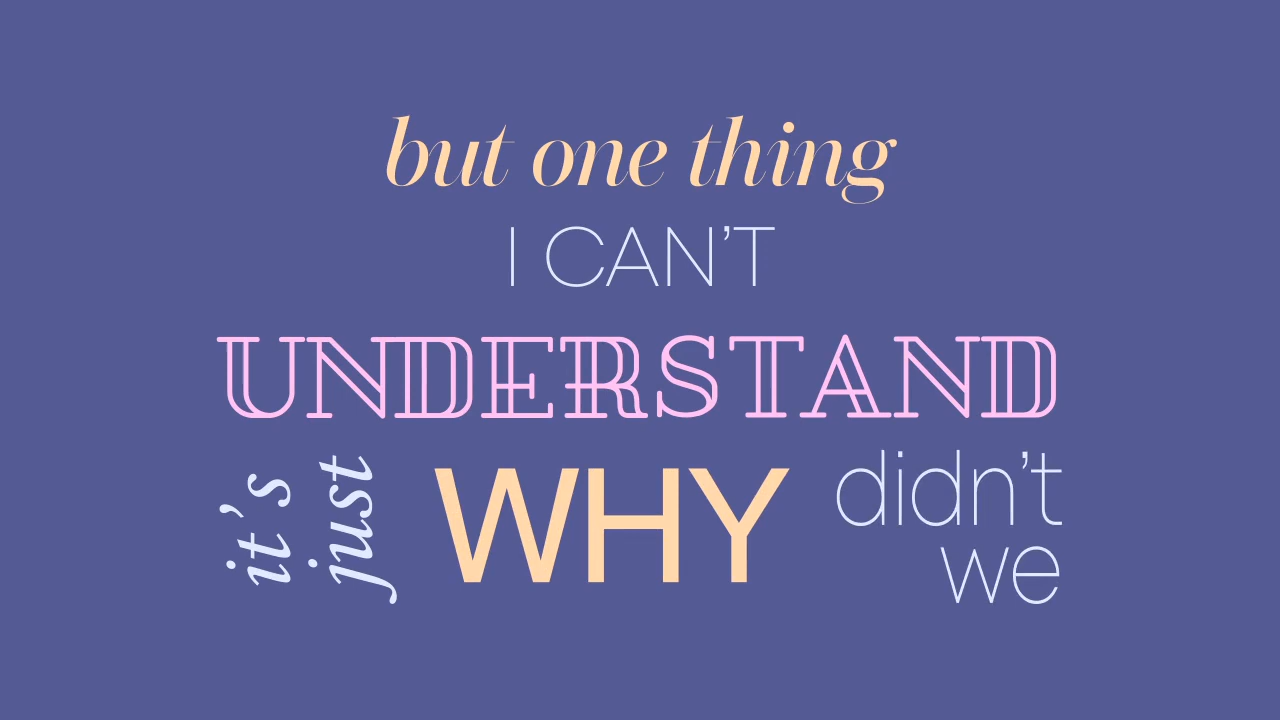 but one thing
I CAN’T
UNDERSTAND
it’s
just
WHY
didn’t
we